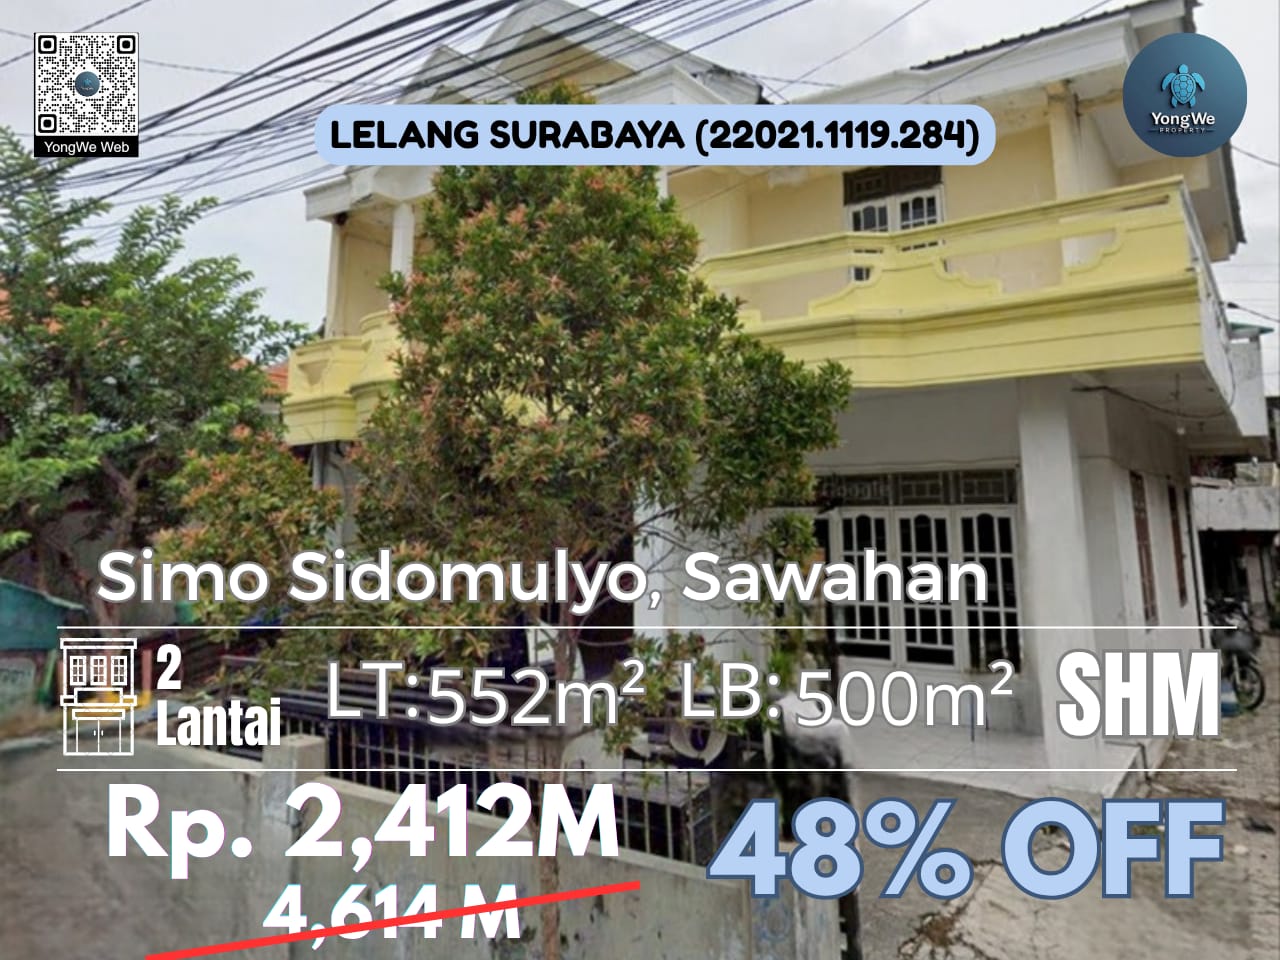 YongWe Web
LELANG SURABAYA (22021.1119.284)
YongWe
PROPERTY
Google
Simo Sidomulyo, Sawahan
2
Lantai
LT: 552m²
LB: 500m²
SHM
Rp. 2,412M
4,614 M
48% OFF